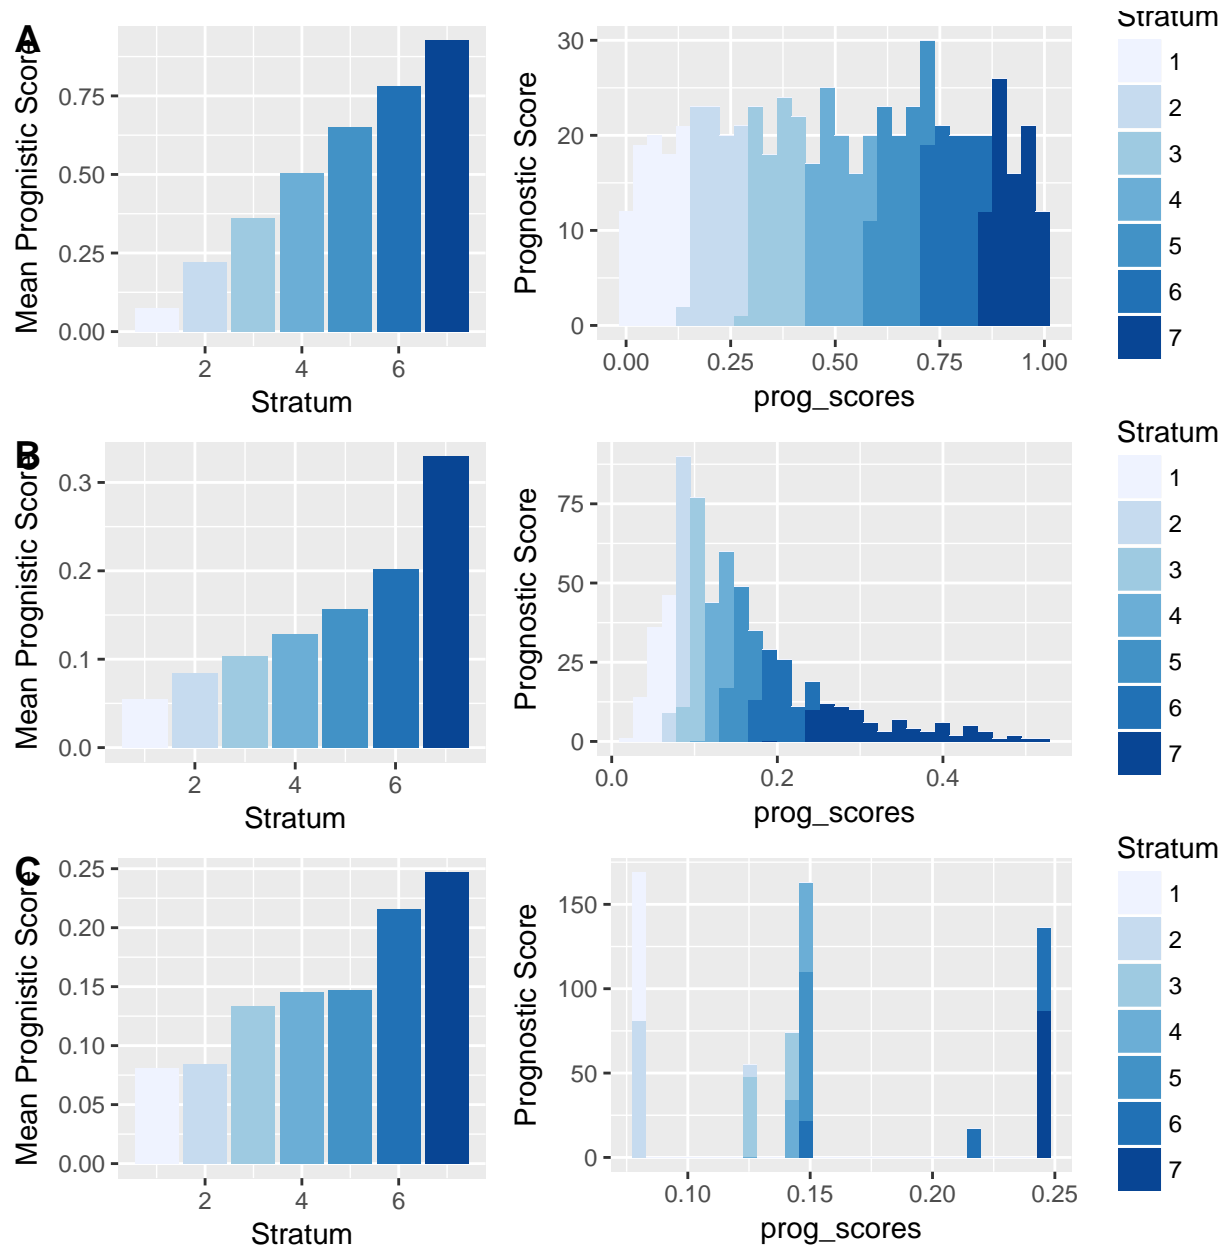 A
Mean Prognistic Score
0.75
0.50
0.25
0.00
2 4 6
Stratum
Prognostic Score
30
20
10
0
0.00 0.25 0.50 0.75 1.00
prog_scores
Stratum
1
2
3
4
5
6
7
B
Mean Prognistic Score
0.3
0.2
0.1
0.0
2 4 6
Stratum
Prognostic Score
75
50
25
0
0.0 0.2 0.4
prog_scores
Stratum
1
2
3
4
5
6
7
C
Mean Prognistic Score
0.25
0.20
0.15
0.10
0.05
0.00
2 4 6
Stratum
Prognostic Score
150
100
50
0
0.10 0.15 0.20 0.25
prog_scores
Stratum
1
2
3
4
5
6
7